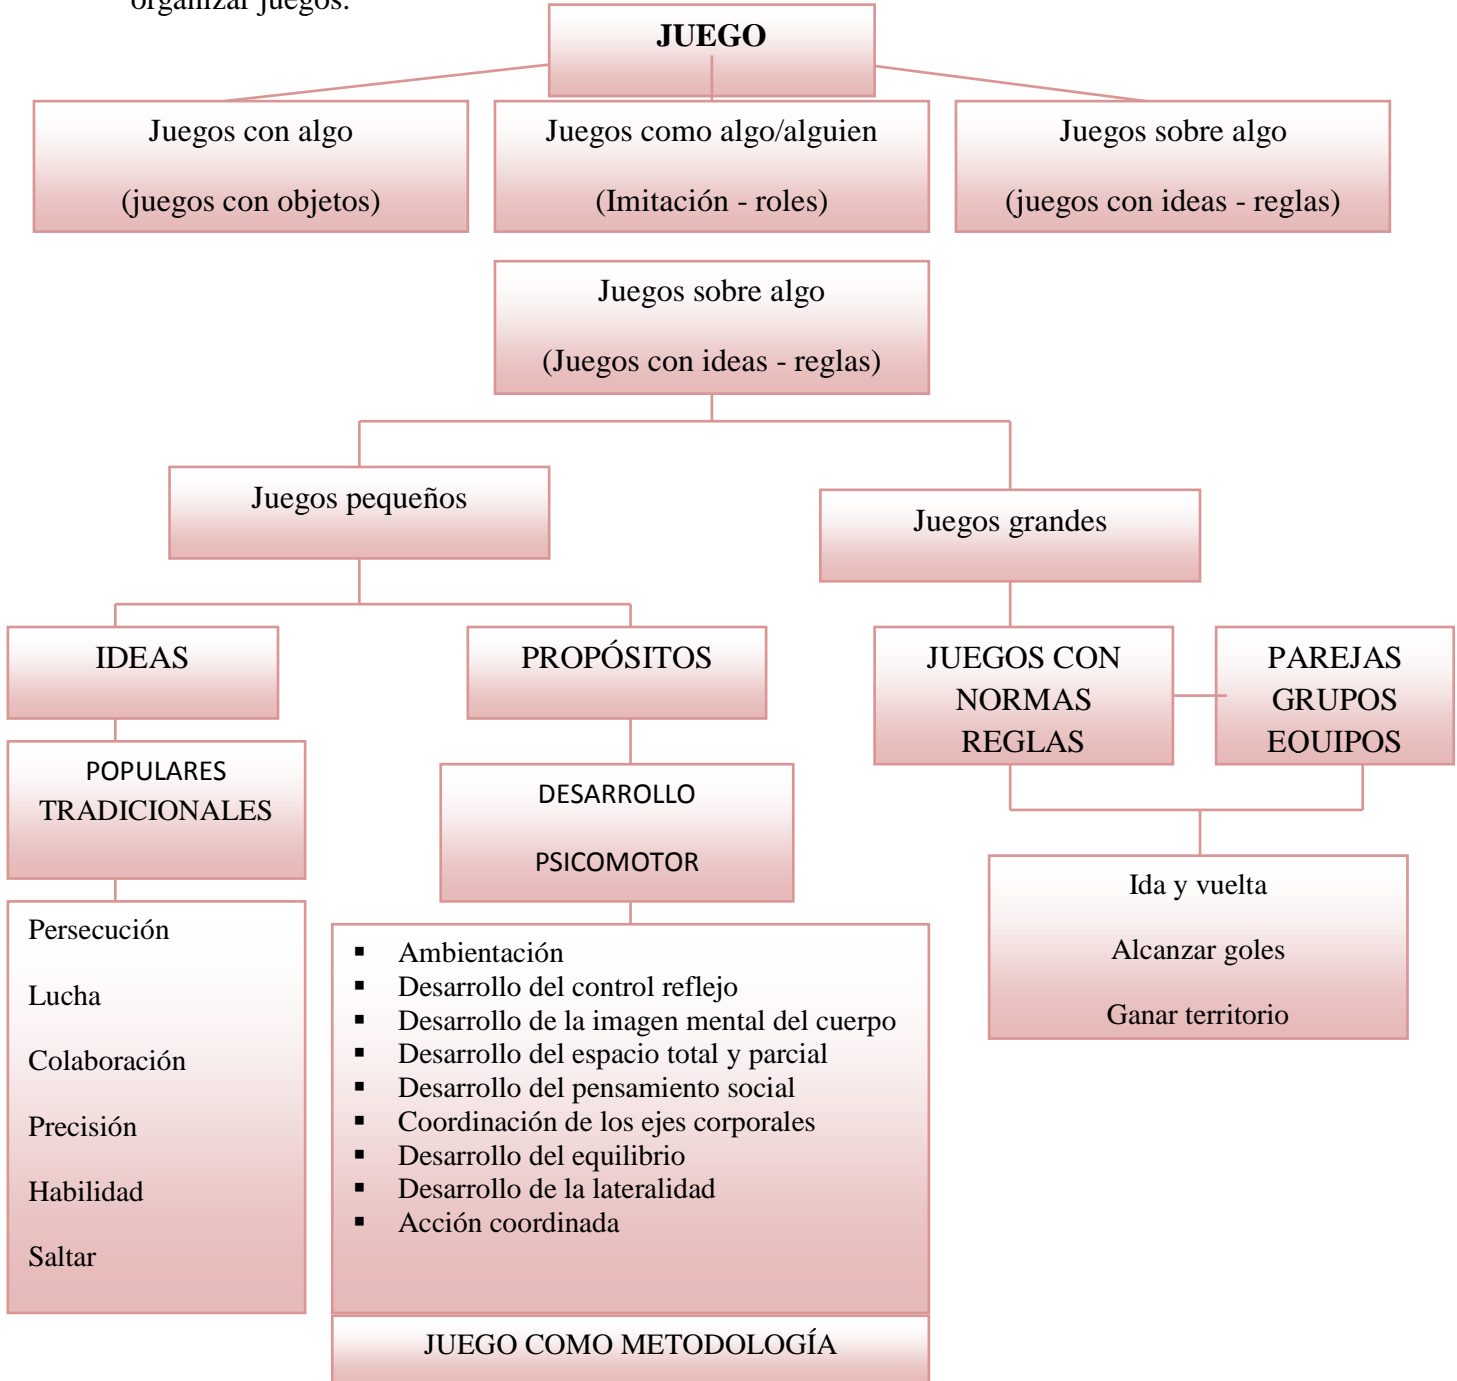 organizar juegos.
JUEGO
Juegos con algo
(juegos con objetos)
Juegos como algo/alguien
(Imitación - roles)
Juegos sobre algo
(juegos con ideas - reglas)
Juegos sobre algo
(Juegos con ideas - reglas)
Juegos pequeños
Juegos grandes
IDEAS
PROPÓSITOS
JUEGOS CON
NORMAS
REGLAS
PAREJAS
GRUPOS
EQUIPOS
POPULARES
TRADICIONALES
DESARROLLO
PSICOMOTOR
Ida y vuelta
Alcanzar goles
Ganar territorio
Persecución
Lucha
Colaboración
Precisión
Habilidad
Saltar
▪ Ambientación
▪ Desarrollo del control reflejo
▪ Desarrollo de la imagen mental del cuerpo
▪ Desarrollo del espacio total y parcial
▪ Desarrollo del pensamiento social
▪ Coordinación de los ejes corporales
▪ Desarrollo del equilibrio
▪ Desarrollo de la lateralidad
▪ Acción coordinada
JUEGO COMO METODOLOGÍA